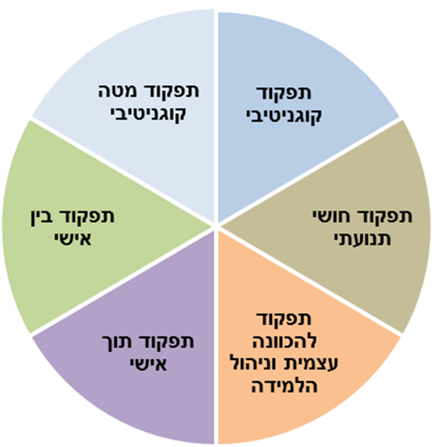 תפקוד
קוגניטיבי
תפקוד חושי
תנועתי
תפקוד
להכוונה
עצמית וניהול
הלמידה
תפקוד תוך
אישי
תפקוד בין
אישי
תפקוד מטה
קוגניטיבי